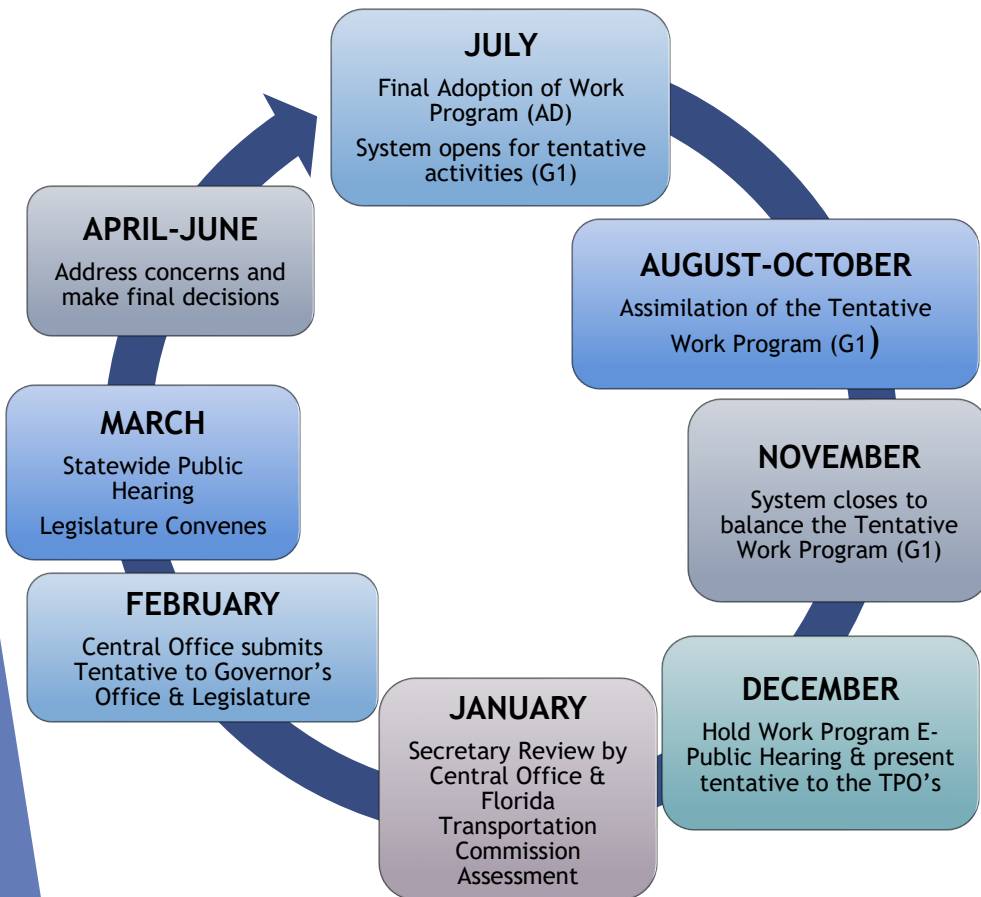 JULY
Final Adoption of Work
Program (AD)
System opens for tentative
activities (G1)
AUGUST-OCTOBER
Assimilation of the Tentative
Work Program (G1)
NOVEMBER
System closes to
balance the Tentative
Work Program (G1)
DECEMBER
Hold Work Program E-
Public Hearing & present
tentative to the TPO's
JANUARY
Secretary Review by
Central Office &
Florida
Transportation
Commission
Assessment
FEBRUARY
Central Office submits
Tentative to Governor's
Office & Legislature
MARCH
Statewide Public
Hearing
Legislature Convenes
APRIL-JUNE
Address concerns and
make final decisions